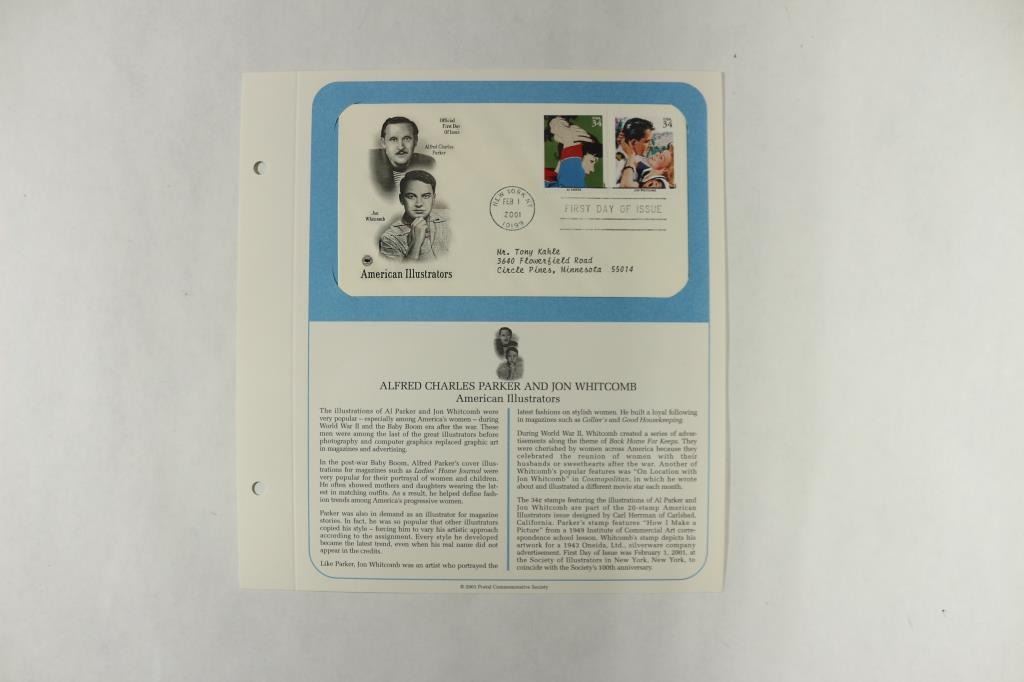 Official
First Day
Of Issue
Alfred Charles
Parker
Jon
Whitcomb
American Illustrators
USA
34
AL PARKER
USA
34
JON WHITCOMB
NEW YORK NY
FEB 1
2001
10199
FIRST DAY OF ISSUE
Mr. Tony Kahle
3640 Flowerfield Road
Circle Pines, Minnesota 55014
ALFRED CHARLES PARKER AND JON WHITCOMB
American Illustrators
The illustrations of Al Parker and Jon Whitcomb were
very popular – especially among America's women – during
World War II and the Baby Boom era after the war. These
men were among the last of the great illustrators before
photography and computer graphics replaced graphic art
in magazines and advertising.
In the post-war Baby Boom, Alfred Parker's cover illus-
trations for magazines such as Ladies' Home Journal were
very popular for their portrayal of women and children.
He often showed mothers and daughters wearing the lat-
est in matching outfits. As a result, he helped define fash-
ion trends among America's progressive women.
Parker was also in demand as an illustrator for magazine
stories. In fact, he was so popular that other illustrators
copied his style – forcing him to vary his artistic approach
according to the assignment. Every style he developed
became the latest trend, even when his real name did not
appear in the credits.
Like Parker, Jon Whitcomb was an artist who portrayed the
latest fashions on stylish women. He built a loyal following
in magazines such as Collier's and Good Housekeeping.
During World War II, Whitcomb created a series of adver-
tisements along the theme of Back Home For Keeps. They
were cherished by women across America because they
celebrated the reunion of women with their
husbands or sweethearts after the war. Another of
Whitcomb's popular features was "On Location with
Jon Whitcomb" in Cosmopolitan, in which he wrote
about and illustrated a different movie star each month.
The 34¢ stamps featuring the illustrations of Al Parker and
Jon Whitcomb are part of the 20-stamp American
Illustrators issue designed by Carl Herrman of Carlsbad,
California. Parker's stamp features "How I Make a
Picture" from a 1949 Institute of Commercial Art corre-
spondence school lesson. Whitcomb's stamp depicts his
artwork for a 1943 Oneida, Ltd., silverware company
advertisement. First Day of Issue was February 1, 2001, at
the Society of Illustrators in New York, New York, to
coincide with the Society's 100th anniversary.
© 2001 Postal Commemorative Society